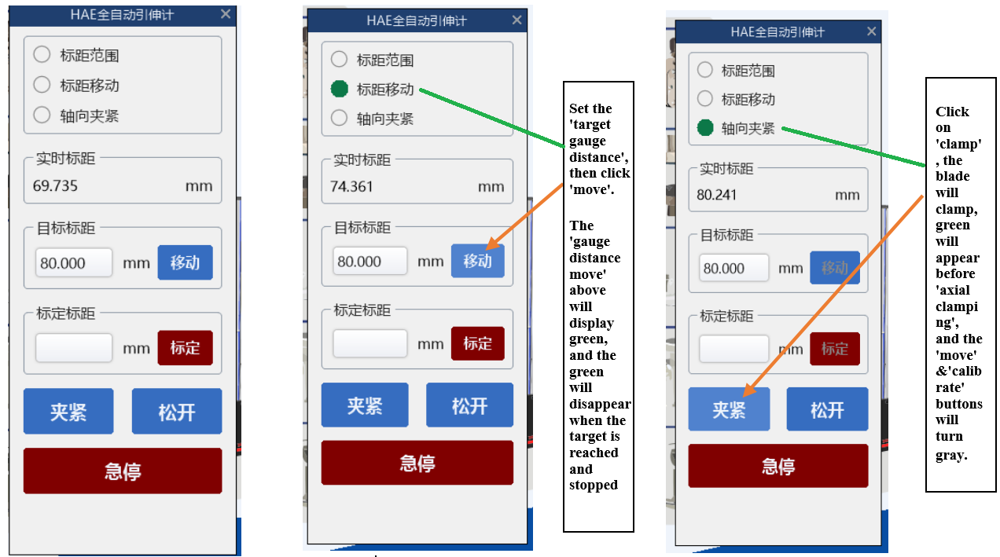 HAE全自动引伸计
标距范围
标距移动
轴向夹紧
实时标距
69.735 mm
目标标距
80.000 mm 移动
标定标距
mm 标定
夹紧 松开
急停
HAE全自动引伸计
标距范围
标距移动
轴向夹紧
实时标距
74.361 mm
目标标距
80.000 mm 移动
标定标距
mm 标定
夹紧 松开
急停
Set the
'target
gauge
distance',
then click
'move'.
The
'gauge
distance
move'
above
will
display
green,
and the
green
will
disappear
when the
target is
reached
and
stopped
HAE全自动引伸计
标距范围
标距移动
轴向夹紧
实时标距
80.241 mm
目标标距
80.000 mm 移动
标定标距
mm 标定
夹紧 松开
急停
Click
on
'clamp'
, the
blade
will
clamp,
green
will
appear
before
'axial
clampi
ng',
and the
'move'
&'calib
rate'
buttons
will
turn
gray.